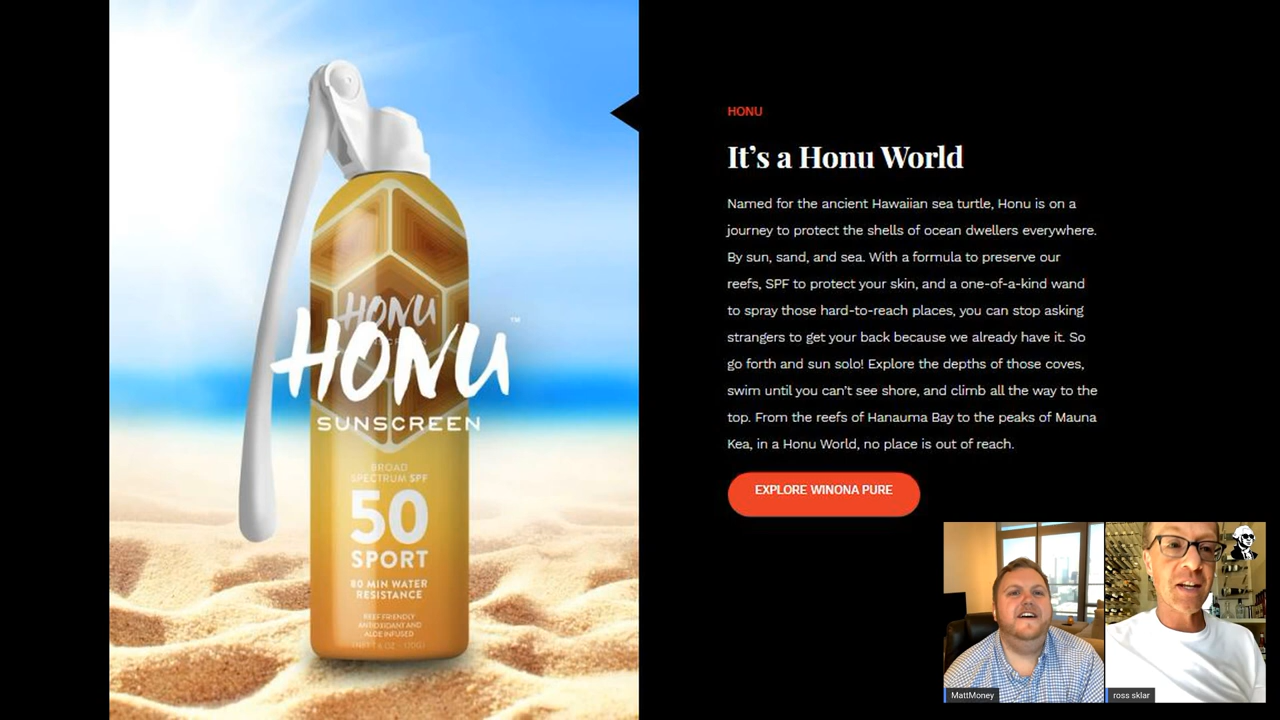 HONU
SCREEN
HONU™
SUNSCREEN
BROAD
SPECTRUM SPF
50
SPORT
80 MIN WATER
RESISTANCE
REEF FRIENDLY
ANTIOXIDANT AND
ALOE INFUSED
HONU
It's a Honu World
Named for the ancient Hawaiian sea turtle, Honu is on a
journey to protect the shells of ocean dwellers everywhere.
By sun, sand, and sea. With a formula to preserve our
reefs, SPF to protect your skin, and a one-of-a-kind wand
to spray those hard-to-reach places, you can stop asking
strangers to get your back because we already have it. So
go forth and sun solo! Explore the depths of those coves,
swim until you can't see shore, and climb all the way to the
top. From the reefs of Hanauma Bay to the peaks of Mauna
Kea, in a Honu World, no place is out of reach.
EXPLORE WINONA PURE
MattMoney
ross sklar